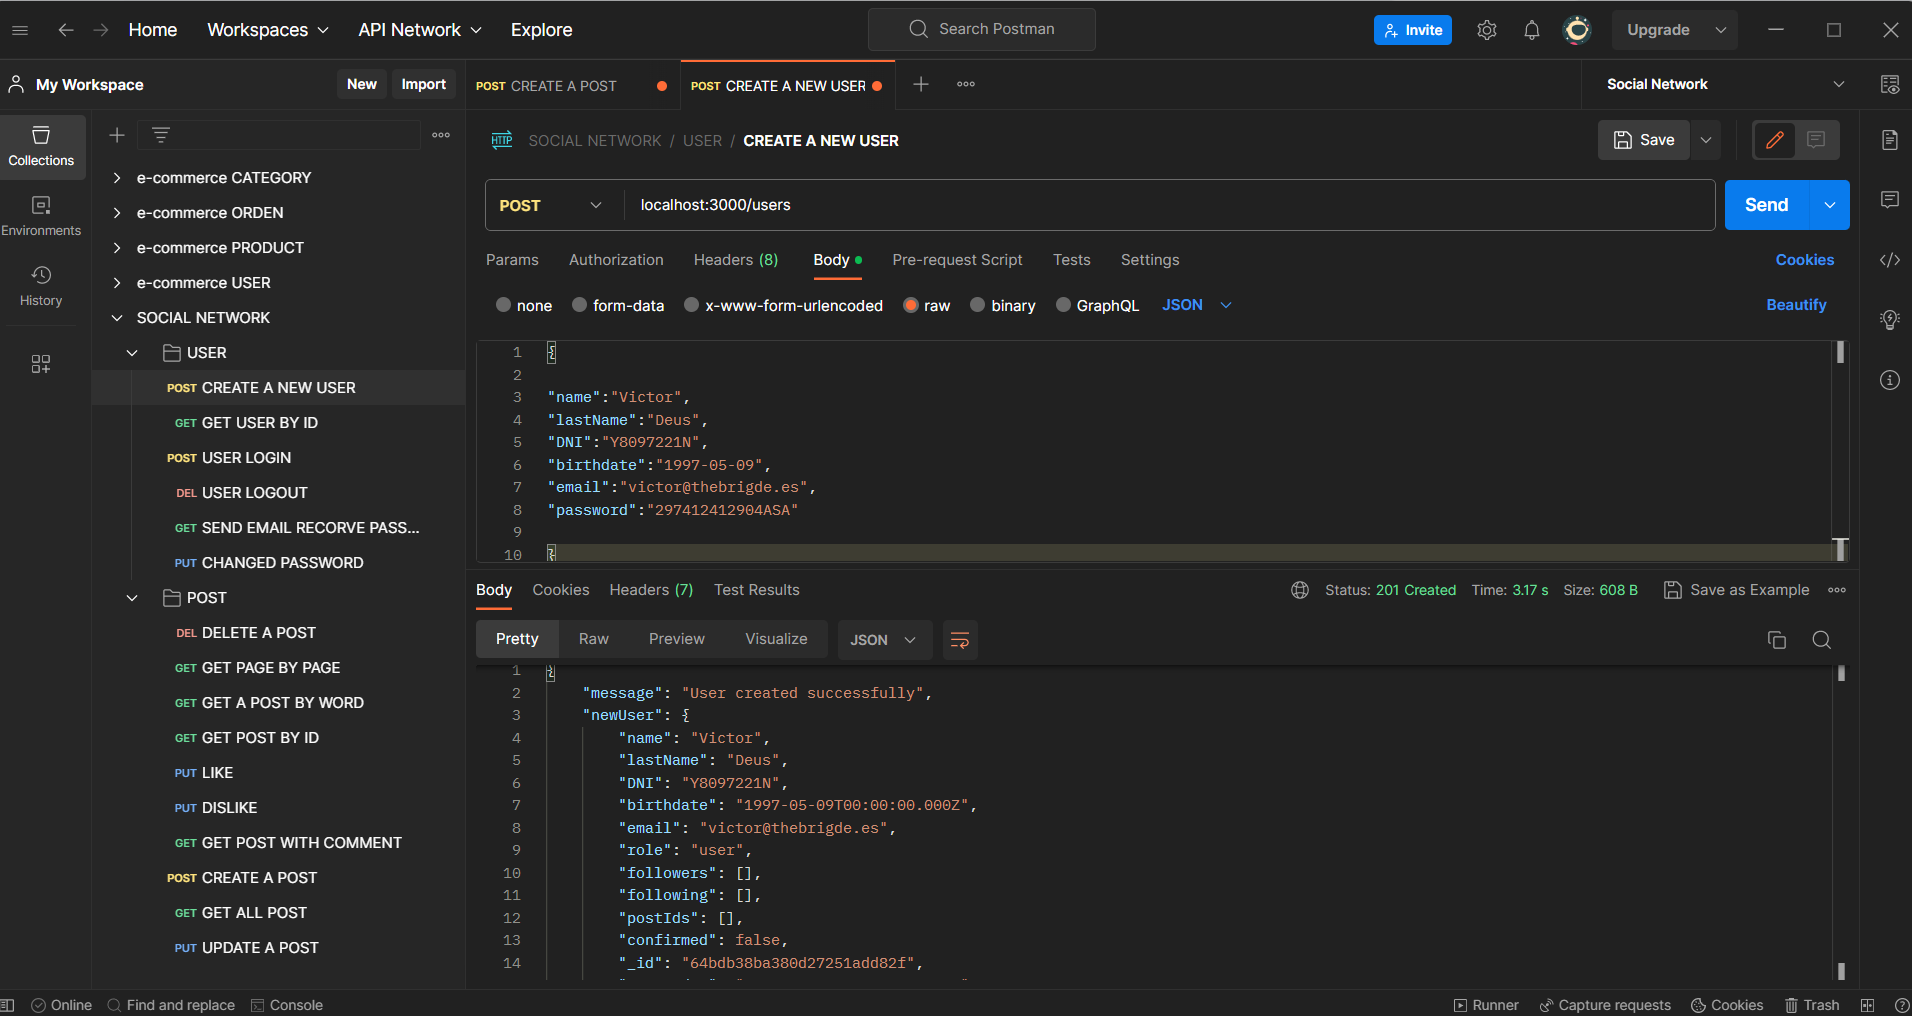 Home Workspaces API Network Explore Search Postman Invite Upgrade
My Workspace New Import POST CREATE A POST POST CREATE A NEW USER Social Network
HTTP SOCIAL NETWORK / USER / CREATE A NEW USER Save
Collections
Environments
History
e-commerce CATEGORY
e-commerce ORDEN
e-commerce PRODUCT
e-commerce USER
SOCIAL NETWORK
USER
POST CREATE A NEW USER
GET GET USER BY ID
POST USER LOGIN
DEL USER LOGOUT
GET SEND EMAIL RECORVE PASS...
PUT CHANGED PASSWORD
POST
DEL DELETE A POST
GET GET PAGE BY PAGE
GET GET A POST BY WORD
GET GET POST BY ID
PUT LIKE
PUT DISLIKE
GET GET POST WITH COMMENT
POST CREATE A POST
GET GET ALL POST
PUT UPDATE A POST
POST localhost:3000/users Send
Params Authorization Headers (8) Body Pre-request Script Tests Settings Cookies
none form-data x-www-form-urlencoded raw binary GraphQL JSON Beautify
1 {
2
3 "name":"Victor",
4 "lastName":"Deus",
5 "DNI":"Y8097221N",
6 "birthdate":"1997-05-09",
7 "email":"victor@thebrigde.es",
8 "password":"297412412904ASA"
9
10 }
Body Cookies Headers (7) Test Results Status: 201 Created Time: 3.17 s Size: 608 B Save as Example
Pretty Raw Preview Visualize JSON
1 {
2 "message": "User created successfully",
3 "newUser": {
4 "name": "Victor",
5 "lastName": "Deus",
6 "DNI": "Y8097221N",
7 "birthdate": "1997-05-09T00:00:00.000Z",
8 "email": "victor@thebrigde.es",
9 "role": "user",
10 "followers": [],
11 "following": [],
12 "postIds": [],
13 "confirmed": false,
14 "_id": "64bdb38ba380d27251add82f",
Online Find and replace Console Runner Capture requests Cookies Trash